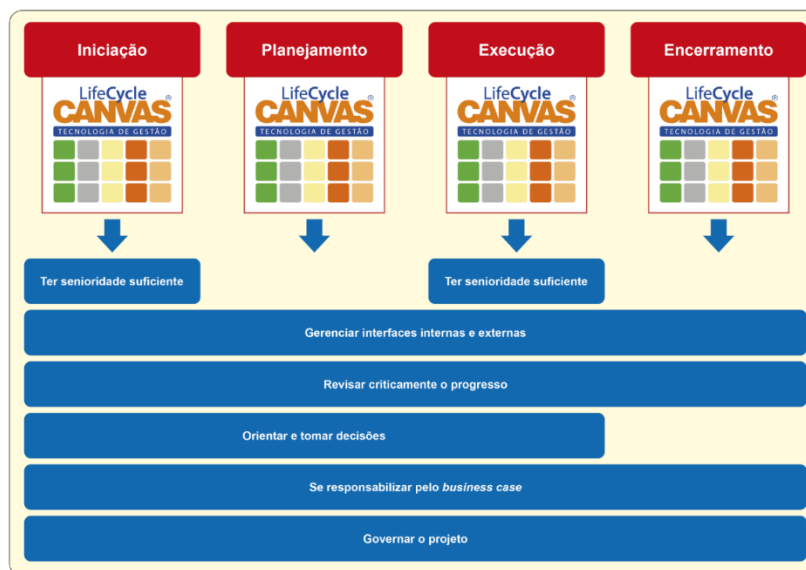 Iniciação
Planejamento
Execução
Encerramento
LifeCycle
CANVAS®
TECNOLOGIA DE GESTÃO
LifeCycle
CANVAS®
TECNOLOGIA DE GESTÃO
LifeCycle
CANVAS®
TECNOLOGIA DE GESTÃO
LifeCycle
CANVAS®
TECNOLOGIA DE GESTÃO
Ter senioridade suficiente
Ter senioridade suficiente
Gerenciar interfaces internas e externas
Revisar criticamente o progresso
Orientar e tomar decisões
Se responsabilizar pelo business case
Governar o projeto